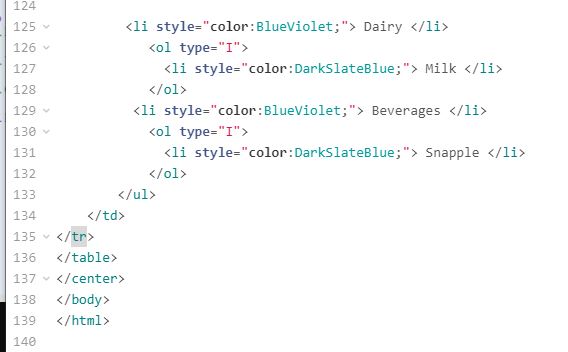 124
125 <li style="color:BlueViolet;"> Dairy </li>
126 <ol type="I">
127 <li style="color:DarkSlateBlue;"> Milk </li>
128 </ol>
129 <li style="color:BlueViolet;"> Beverages </li>
130 <ol type="I">
131 <li style="color:DarkSlateBlue;"> Snapple </li>
132 </ol>
133 </ul>
134 </td>
135 </tr>
136 </table>
137 </center>
138 </body>
139 </html>
140